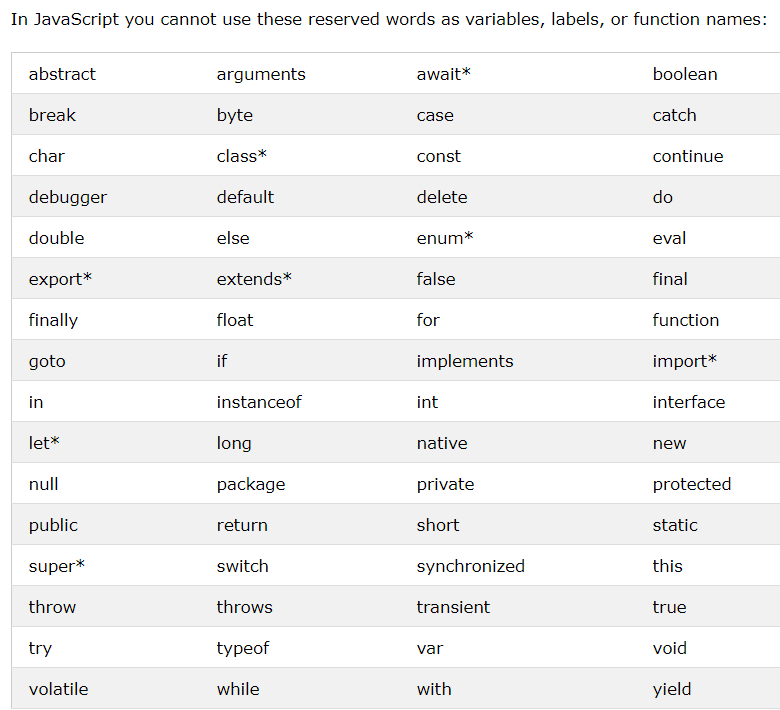 In JavaScript you cannot use these reserved words as variables, labels, or function names:
abstract arguments await* boolean
break byte case catch
char class* const continue
debugger default delete do
double else enum* eval
export* extends* false final
finally float for function
goto if implements import*
in instanceof int interface
let* long native new
null package private protected
public return short static
super* switch synchronized this
throw throws transient true
try typeof var void
volatile while with yield